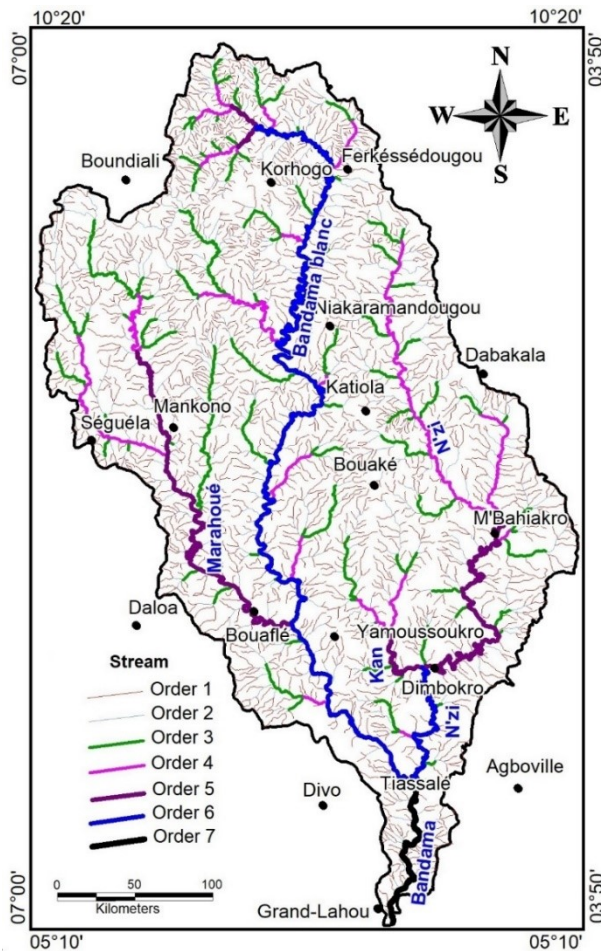 10°20'
10°20'
07°00'
03°50'
N
W
E
S
Boundiali
Korhogo
Ferkéssédougou
Bandama blanc
Niakaramandougou
Dabakala
Katiola
Mankono
Séguéla
N'zi
Bouaké
M'Bahiakro
Marahoué
Daloa
Bouaflé
Yamoussoukro
Kan
Dimbokro
N'zi
Stream
Order 1
Order 2
Order 3
Order 4
Order 5
Order 6
Order 7
Tiassalé
Agboville
Divo
Bandama
0 50 100
Kilometers
Grand-Lahou
07°00'
03°50'
05°10'
05°10'